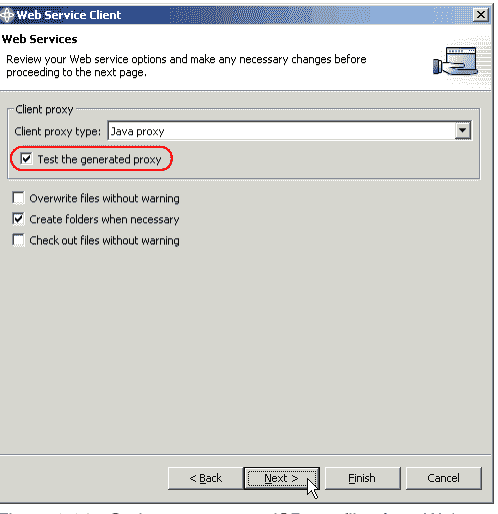 Web Service Client
Web Services
Review your Web service options and make any necessary changes before
proceeding to the next page.
Client proxy
Client proxy type: Java proxy
Test the generated proxy
Overwrite files without warning
Create folders when necessary
Check out files without warning
< Back Next > Finish Cancel